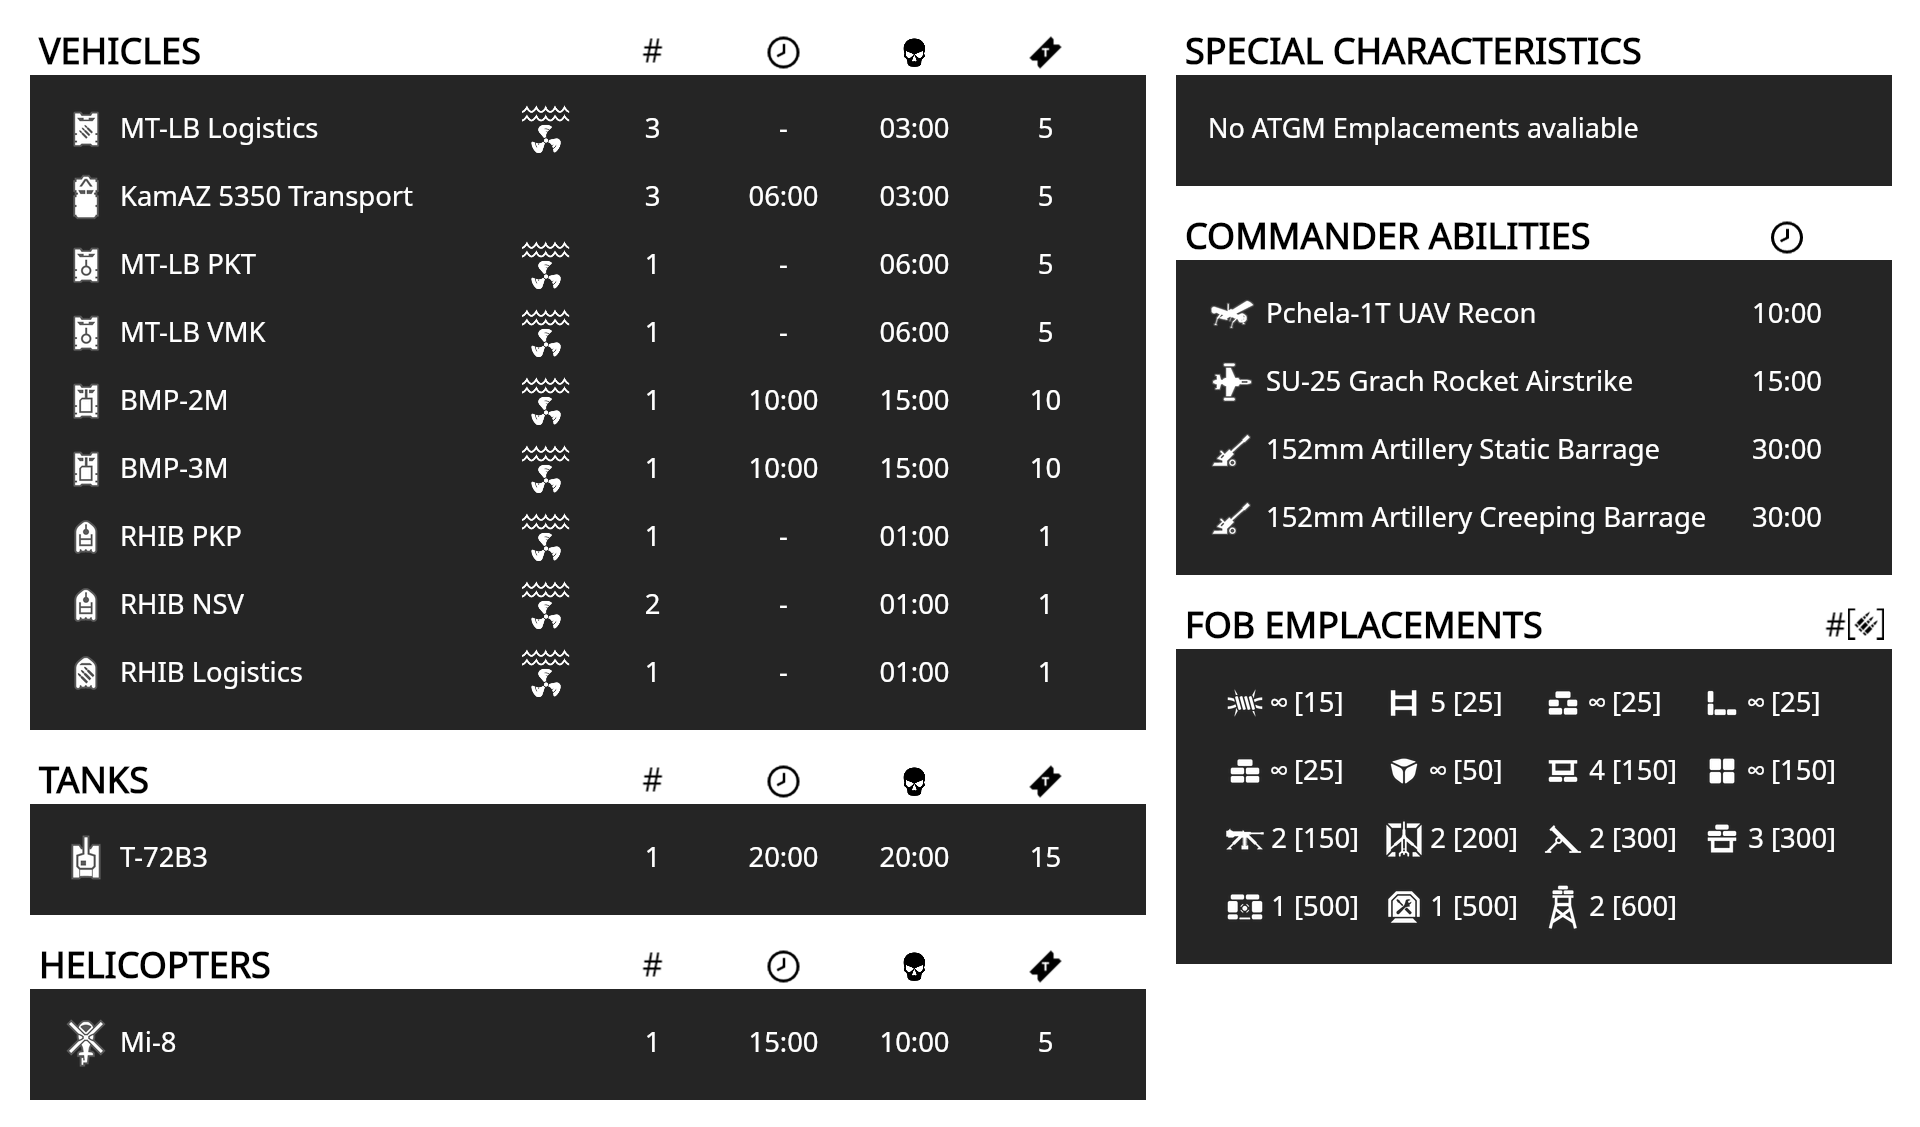 VEHICLES #
MT-LB Logistics 3 - 03:00 5
KamAZ 5350 Transport 3 06:00 03:00 5
MT-LB PKT 1 - 06:00 5
MT-LB VMK 1 - 06:00 5
BMP-2M 1 10:00 15:00 10
BMP-3M 1 10:00 15:00 10
RHIB PKP 1 - 01:00 1
RHIB NSV 2 - 01:00 1
RHIB Logistics 1 - 01:00 1
TANKS #
T-72B3 1 20:00 20:00 15
HELICOPTERS #
Mi-8 1 15:00 10:00 5
SPECIAL CHARACTERISTICS
No ATGM Emplacements avaliable
COMMANDER ABILITIES
Pchela-1T UAV Recon 10:00
SU-25 Grach Rocket Airstrike 15:00
152mm Artillery Static Barrage 30:00
152mm Artillery Creeping Barrage 30:00
FOB EMPLACEMENTS #[ ]
∞ [15] 5 [25] ∞ [25] ∞ [25]
∞ [25] ∞ [50] 4 [150] ∞ [150]
2 [150] 2 [200] 2 [300] 3 [300]
1 [500] 1 [500] 2 [600]